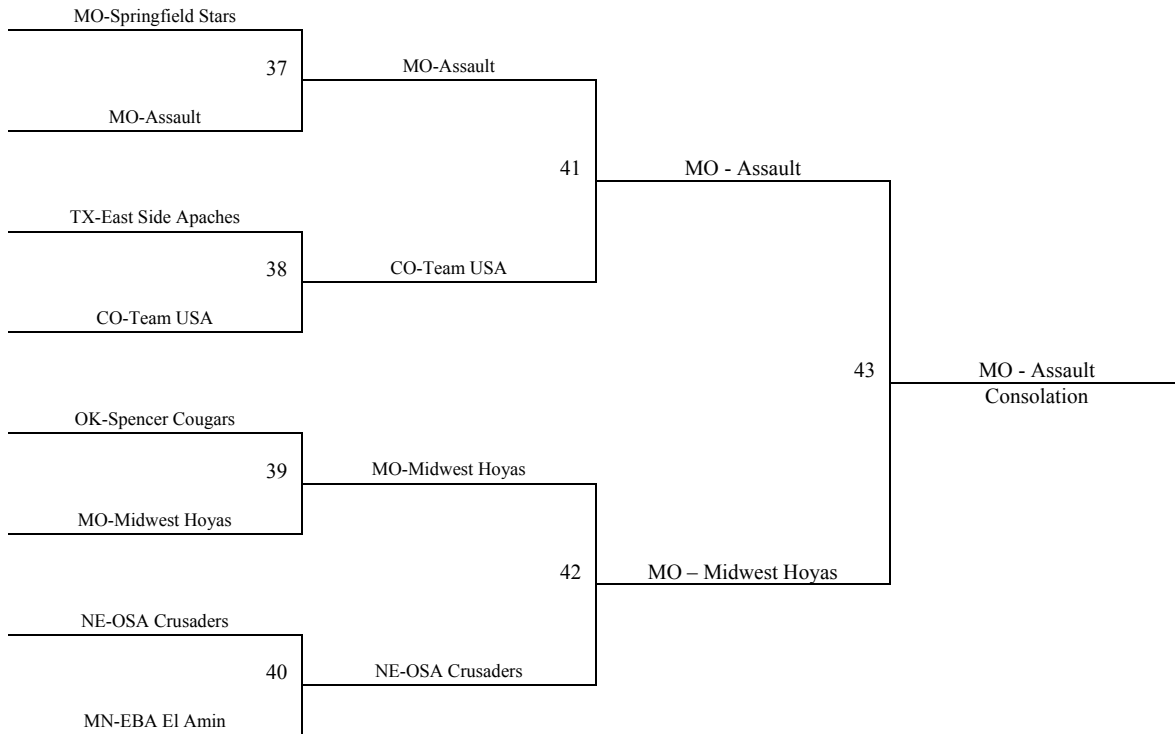 MO-Springfield Stars
37
MO-Assault
MO-Assault
41
MO - Assault
TX-East Side Apaches
38
CO-Team USA
CO-Team USA
43
MO - Assault
Consolation
OK-Spencer Cougars
39
MO-Midwest Hoyas
MO-Midwest Hoyas
42
MO – Midwest Hoyas
NE-OSA Crusaders
40
NE-OSA Crusaders
MN-EBA El Amin